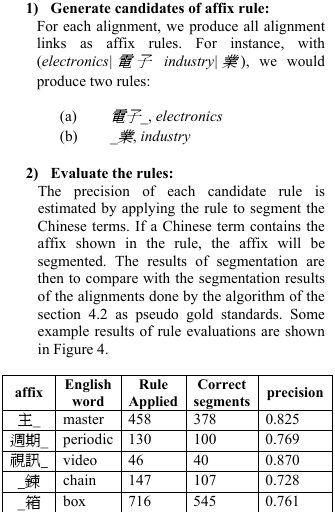 1) Generate candidates of affix rule:
For each alignment, we produce all alignment
links as affix rules. For instance, with
(electronics| 電子 industry| 業), we would
produce two rules:
(a) 電子_, electronics
(b) _業, industry
2) Evaluate the rules:
The precision of each candidate rule is
estimated by applying the rule to segment the
Chinese terms. If a Chinese term contains the
affix shown in the rule, the affix will be
segmented. The results of segmentation are
then to compare with the segmentation results
of the alignments done by the algorithm of the
section 4.2 as pseudo gold standards. Some
example results of rule evaluations are shown
in Figure 4.
affix English word Rule Applied Correct segments precision
主_ master 458 378 0.825
週期_ periodic 130 100 0.769
視訊_ video 46 40 0.870
_鍊 chain 147 107 0.728
_箱 box 716 545 0.761